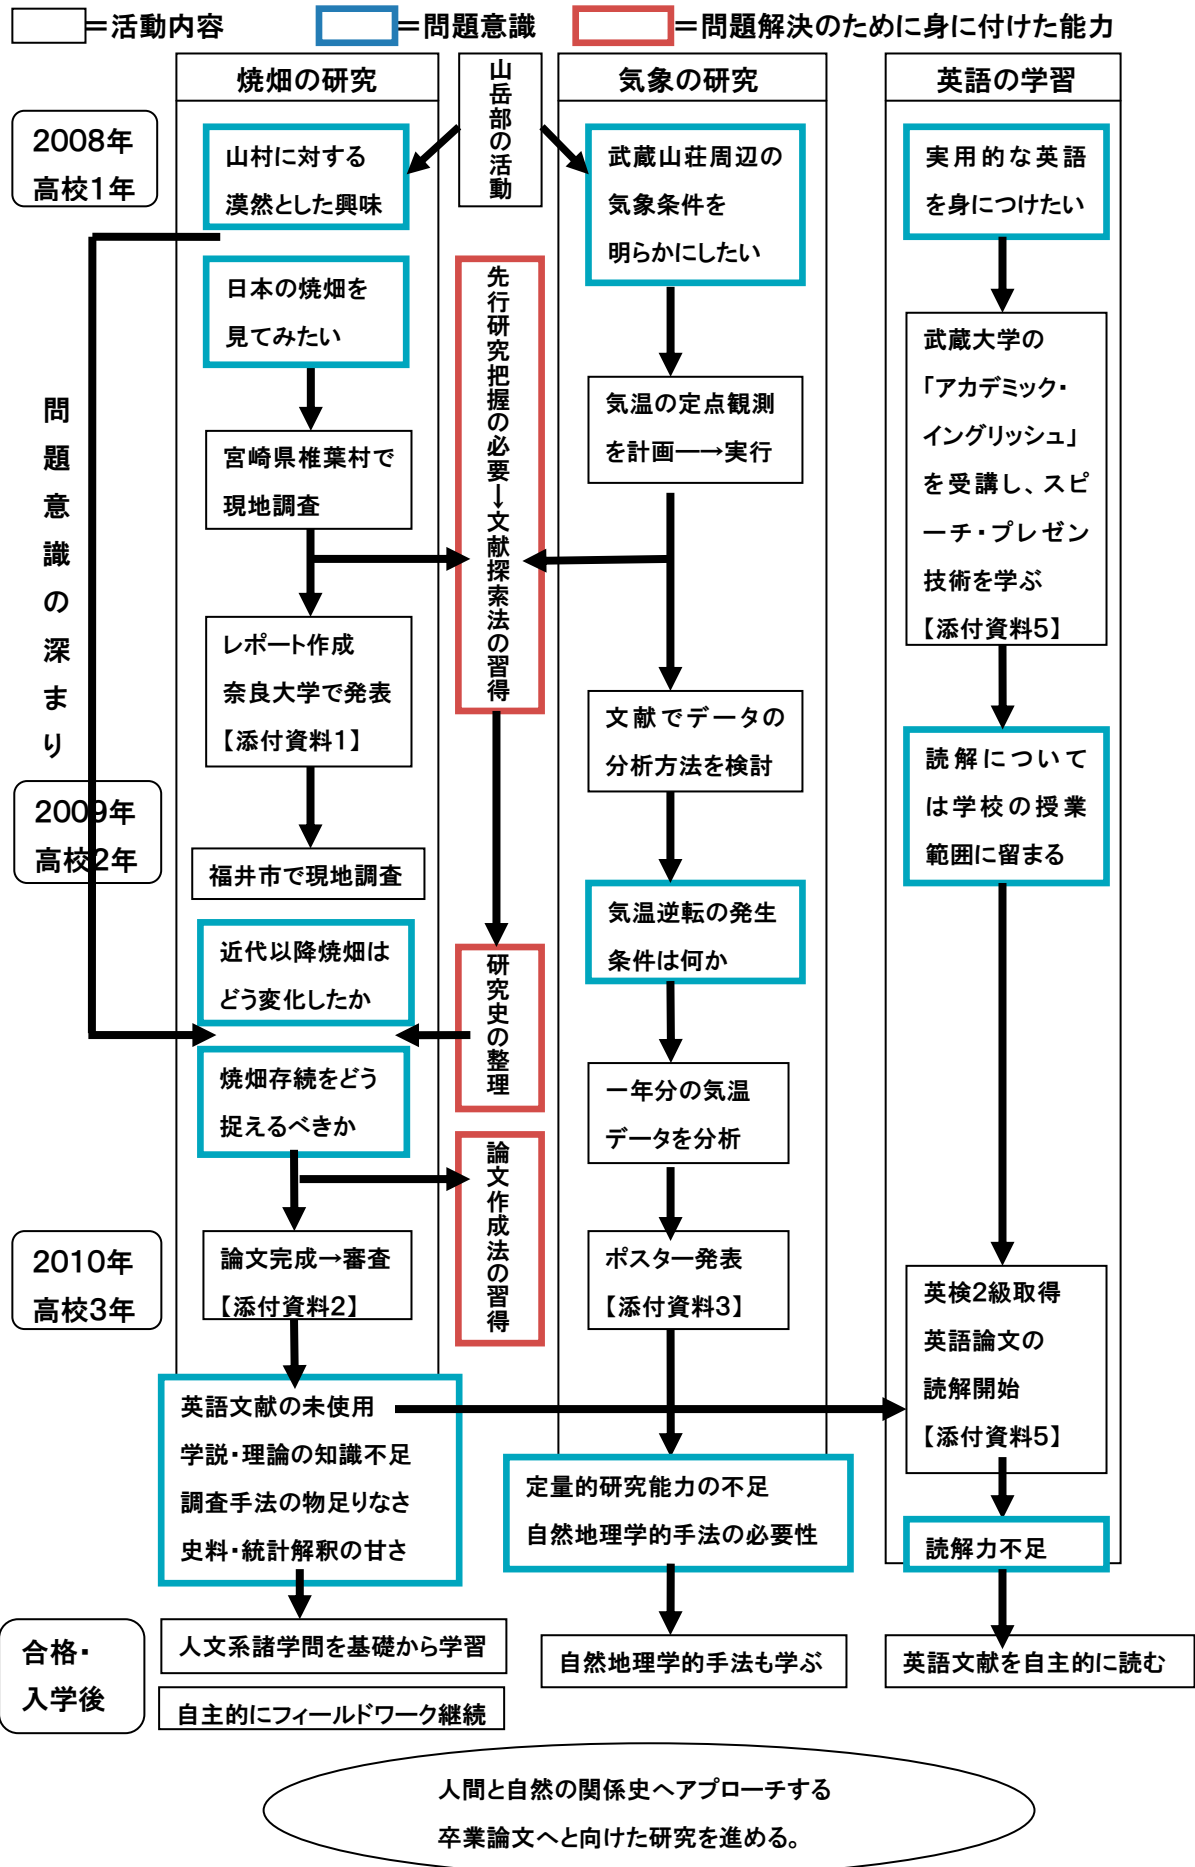 ＝活動内容
＝問題意識
＝問題解決のために身に付けた能力
焼畑の研究
山岳部の活動
気象の研究
英語の学習
2008年
高校1年
山村に対する
漠然とした興味
武蔵山荘周辺の
気象条件を
明らかにしたい
実用的な英語
を身につけたい
日本の焼畑を
見てみたい
先行研究把握の必要→文献探索法の習得
武蔵大学の
「アカデミック・
イングリッシュ」
を受講し、スピ
ーチ・プレゼン
技術を学ぶ
【添付資料5】
気温の定点観測
を計画―→実行
問題意識の深まり
宮崎県椎葉村で
現地調査
レポート作成
奈良大学で発表
【添付資料1】
文献でデータの
分析方法を検討
読解について
は学校の授業
範囲に留まる
2009年
高校2年
福井市で現地調査
気温逆転の発生
条件は何か
近代以降焼畑は
どう変化したか
研究史の整理
焼畑存続をどう
捉えるべきか
一年分の気温
データを分析
論文作成法の習得
2010年
高校3年
論文完成→審査
【添付資料2】
ポスター発表
【添付資料3】
英検2級取得
英語論文の
読解開始
【添付資料5】
英語文献の未使用
学説・理論の知識不足
調査手法の物足りなさ
史料・統計解釈の甘さ
定量的研究能力の不足
自然地理学的手法の必要性
読解力不足
合格・
入学後
人文系諸学問を基礎から学習
自主的にフィールドワーク継続
自然地理学的手法も学ぶ
英語文献を自主的に読む
人間と自然の関係史へアプローチする
卒業論文へと向けた研究を進める。